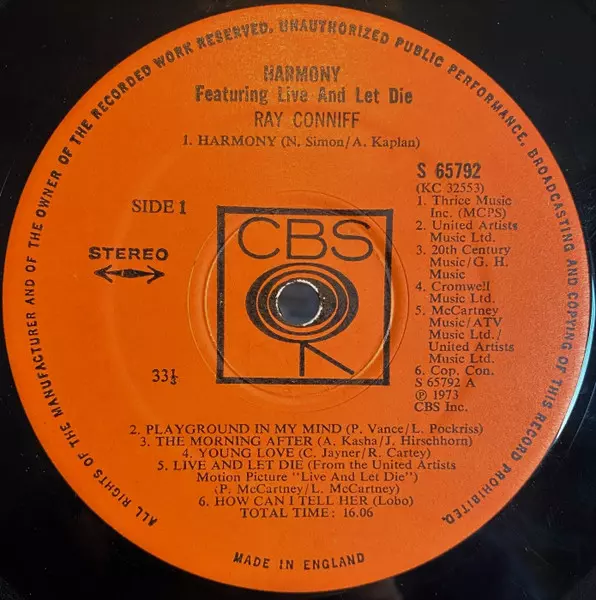 ALL RIGHTS OF THE MANUFACTURER AND OF THE OWNER OF THE RECORDED WORK RESERVED, UNAUTHORIZED PUBLIC PERFORMANCE, BROADCASTING AND COPYING OF THIS RECORD PROHIBITED.
HARMONY
Featuring Live And Let Die
RAY CONNIFF
1. HARMONY (N. Simon/A. Kaplan)
S 65792
(KC 32553)
1. Thrice Music
Inc. (MCPS)
2. United Artists
Music Ltd.
3. 20th Century
Music/G. H.
Music
4. Cromwell
Music Ltd.
5. McCartney
Music/ATV
Music Ltd./
United Artists
Music Ltd.
6. Cop. Con.
S 65792 A
℗ 1973
CBS Inc.
SIDE 1
STEREO
CBS
33⅓
2. PLAYGROUND IN MY MIND (P. Vance/L. Pockriss)
3. THE MORNING AFTER (A. Kasha/J. Hirschhorn)
4. YOUNG LOVE (C. Jayner/R. Cartey)
5. LIVE AND LET DIE (From the United Artists
Motion Picture "Live And Let Die")
(P. McCartney/L. McCartney)
6. HOW CAN I TELL HER (Lobo)
TOTAL TIME: 16.06
MADE IN ENGLAND